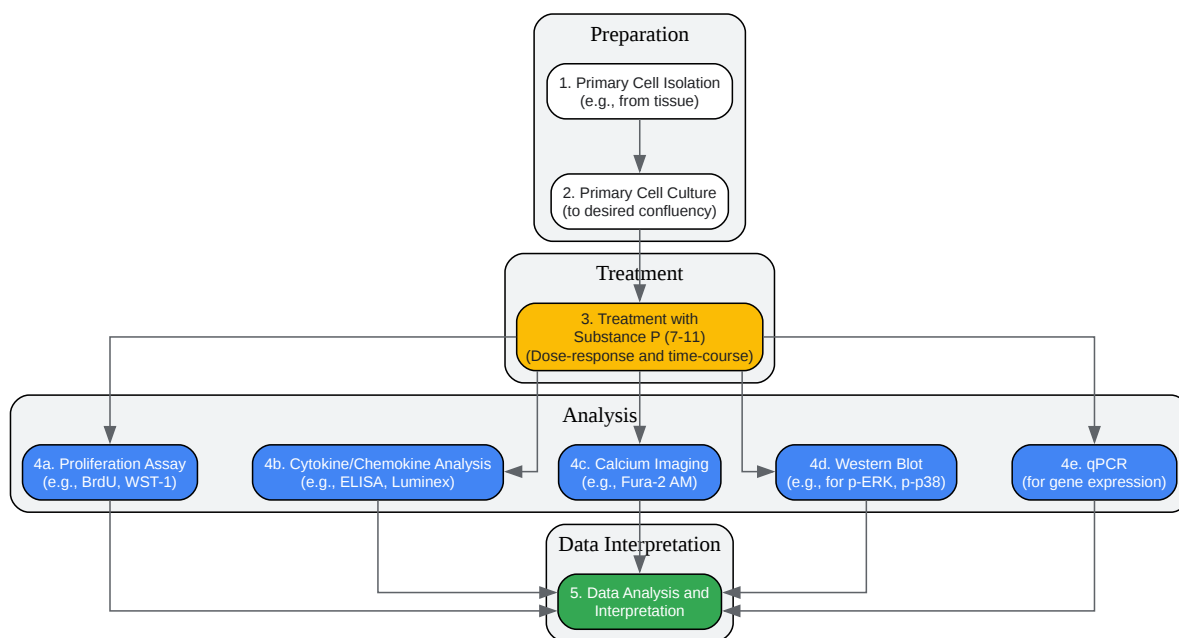 Preparation
1. Primary Cell Isolation
(e.g., from tissue)
2. Primary Cell Culture
(to desired confluency)
Treatment
3. Treatment with
Substance P (7-11)
(Dose-response and time-course)
Analysis
4a. Proliferation Assay
(e.g., BrdU, WST-1)
4b. Cytokine/Chemokine Analysis
(e.g., ELISA, Luminex)
4c. Calcium Imaging
(e.g., Fura-2 AM)
4d. Western Blot
(e.g., for p-ERK, p-p38)
4e. qPCR
(for gene expression)
Data Interpretation
5. Data Analysis and
Interpretation